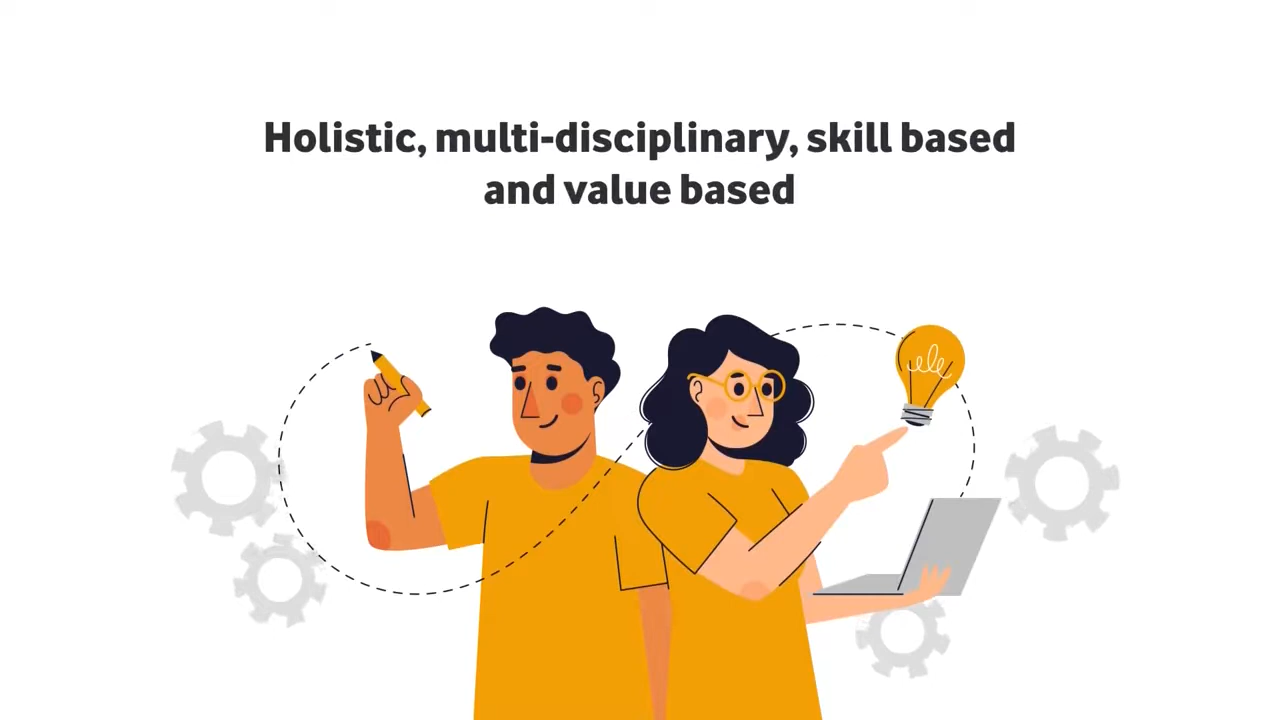 Holistic, multi-disciplinary, skill based
and value based